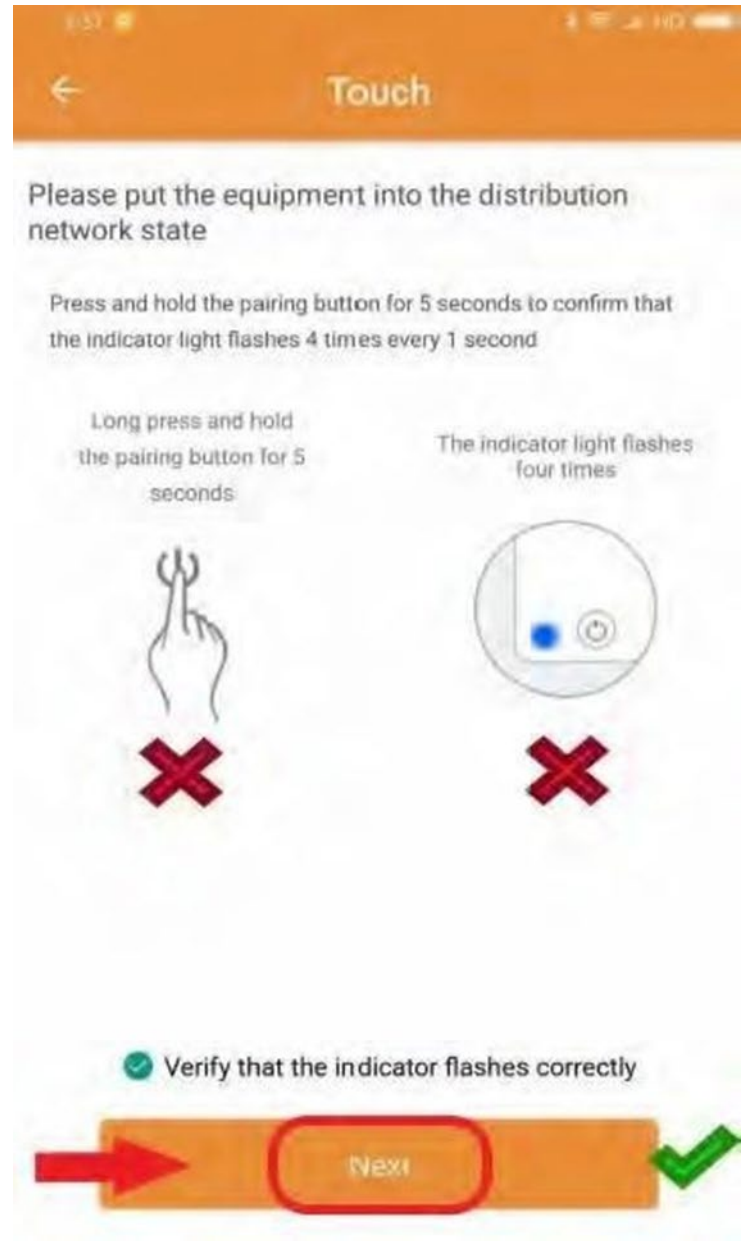 Touch
Please put the equipment into the distribution
network state
Press and hold the pairing button for 5 seconds to confirm that
the indicator light flashes 4 times every 1 second
Long press and hold
the pairing button for 5
seconds
The indicator light flashes
four times
Verify that the indicator flashes correctly
Next